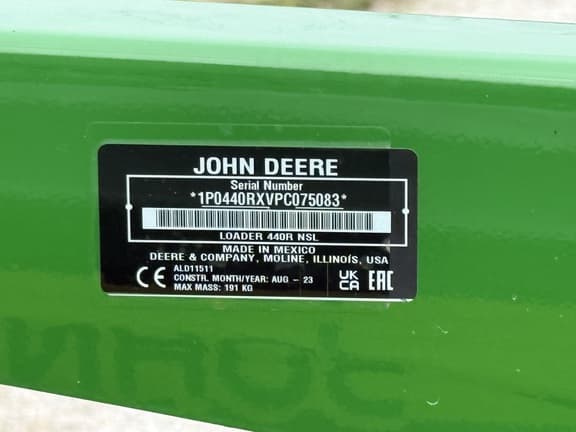 JOHN DEERE
Serial Number
*1P0440RXVPC075083*
LOADER 440R NSL
MADE IN MEXICO
DEERE & COMPANY, MOLINE, ILLINOIS, USA
ALD11511
CONSTR. MONTH/YEAR: AUG - 23
MAX MASS: 191 KG
CE
UK
CA
EAC
JOHN